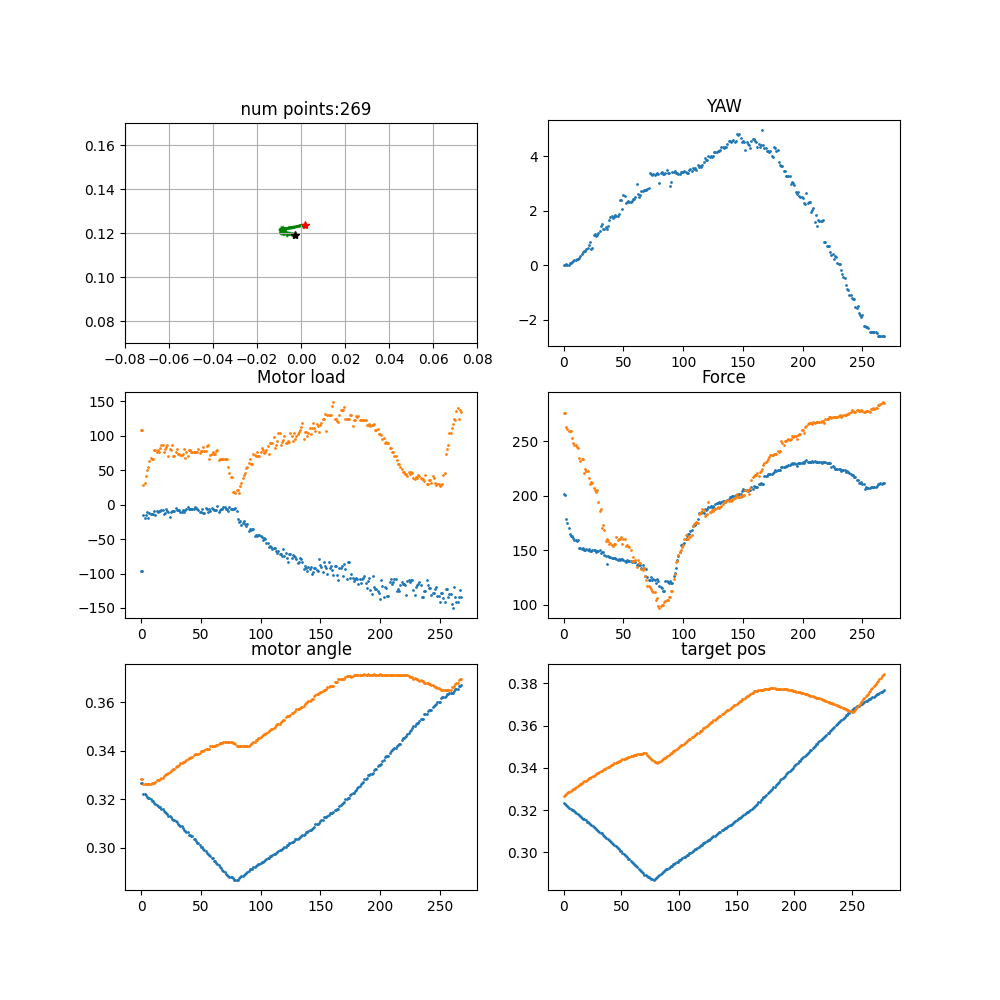 num points:269
0.16
0.14
0.12
0.10
0.08
−0.08 −0.06 −0.04 −0.02 0.00 0.02 0.04 0.06 0.08
YAW
4
2
0
−2
0 50 100 150 200 250
Motor load
150
100
50
0
−50
−100
−150
0 50 100 150 200 250
Force
250
200
150
100
0 50 100 150 200 250
motor angle
0.36
0.34
0.32
0.30
0 50 100 150 200 250
target pos
0.38
0.36
0.34
0.32
0.30
0 50 100 150 200 250